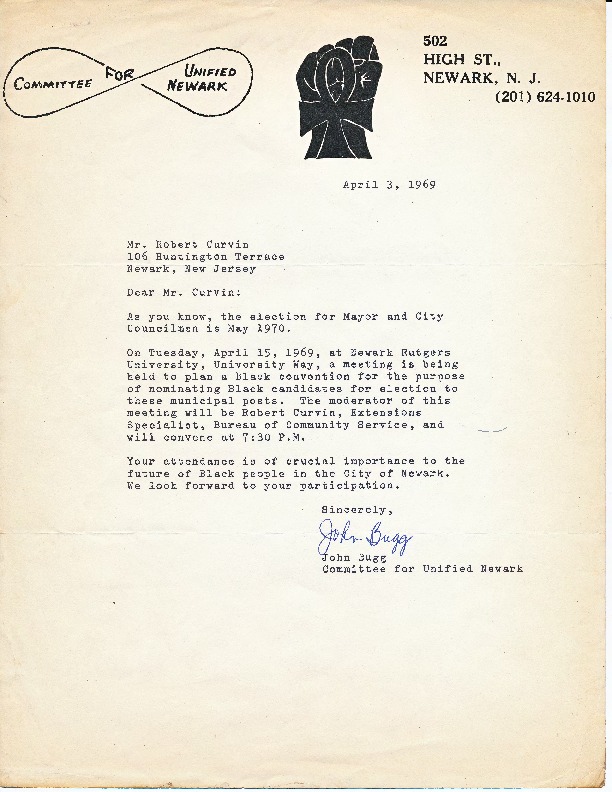 COMMITTEE FOR UNIFIED NEWARK
502
HIGH ST.,
NEWARK, N. J.
(201) 624-1010
April 3, 1969
Mr. Robert Curvin
106 Huntington Terrace
Newark, New Jersey
Dear Mr. Curvin:
As you know, the election for Mayor and City
Councilmen is May 1970.
On Tuesday, April 15, 1969, at Newark Rutgers
University, University Way, a meeting is being
held to plan a Black convention for the purpose
of nominating Black candidates for election to
these municipal posts. The moderator of this
meeting will be Robert Curvin, Extensions
Specialist, Bureau of Community Service, and
will convene at 7:30 P.M.
Your attendance is of crucial importance to the
future of Black people in the City of Newark.
We look forward to your participation.
Sincerely,
John Bugg
John Bugg
Committee for Unified Newark